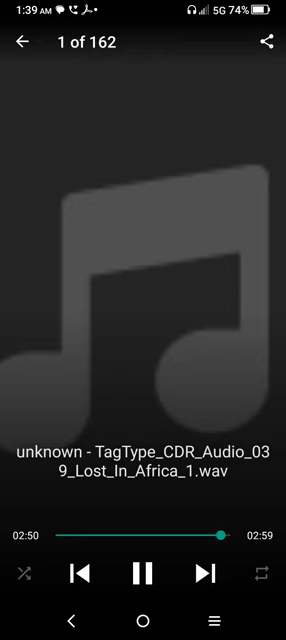 1:39 AM 5G 74%
1 of 162
unknown - TagType_CDR_Audio_03
9_Lost_In_Africa_1.wav
02:50 02:59